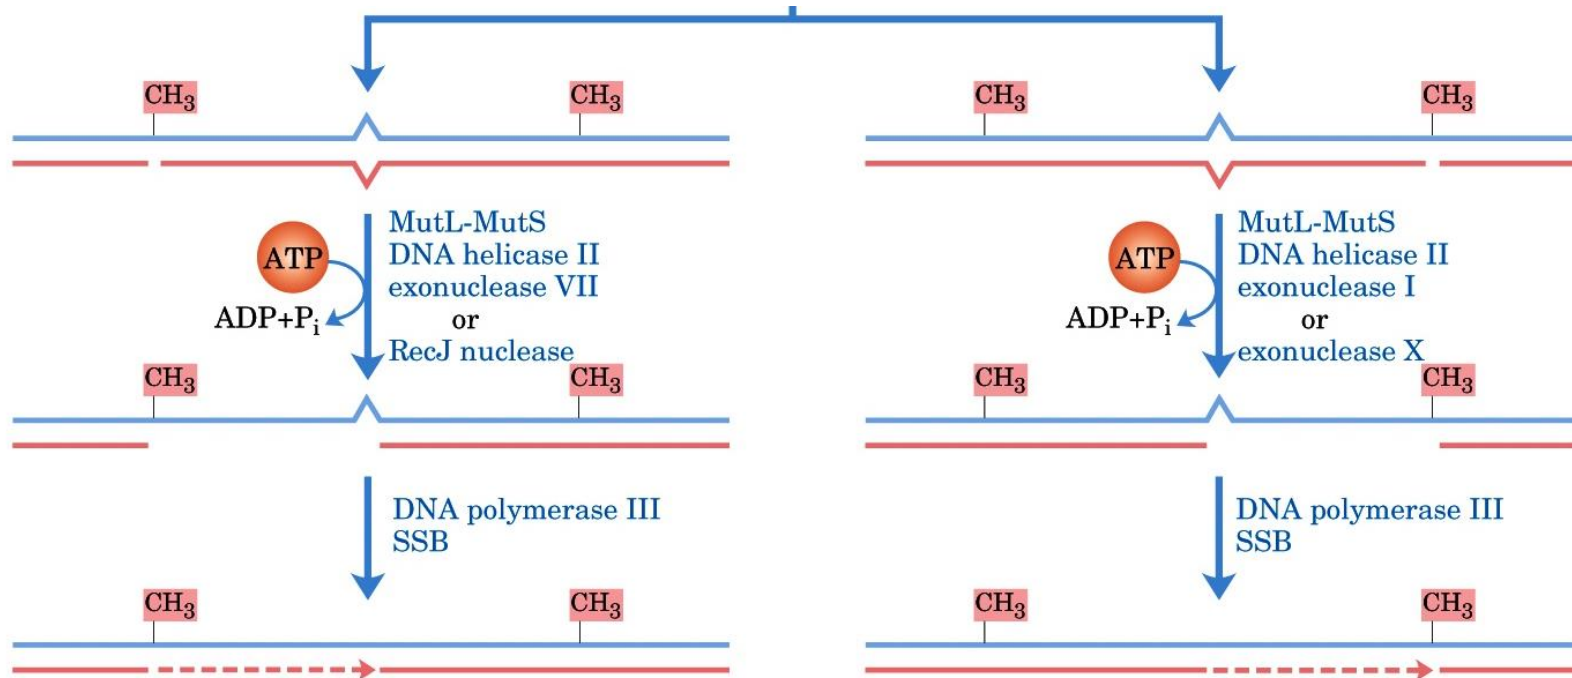 CH3 CH3
MutL-MutS
DNA helicase II
ATP
exonuclease VII
ADP+Pi
or
RecJ nuclease
CH3 CH3
DNA polymerase III
SSB
CH3 CH3
CH3 CH3
MutL-MutS
DNA helicase II
ATP
exonuclease I
ADP+Pi
or
exonuclease X
CH3 CH3
DNA polymerase III
SSB
CH3 CH3